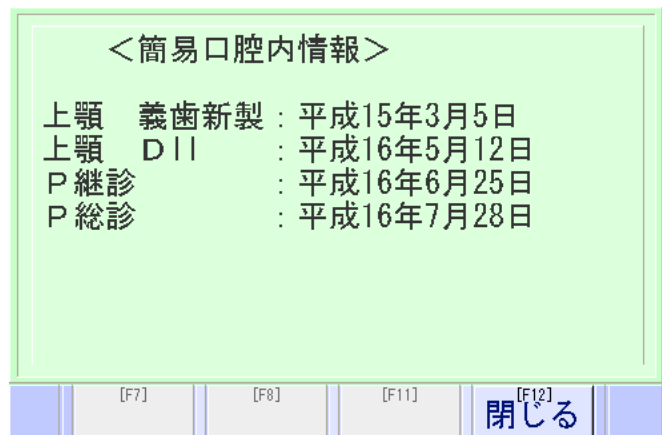 ＜簡易口腔内情報＞
上顎　義歯新製：平成15年3月5日
上顎　ＤⅠⅠ　：平成16年5月12日
Ｐ継診　　　　：平成16年6月25日
Ｐ総診　　　　：平成16年7月28日
[F7] [F8] [F11] [F12]
閉じる